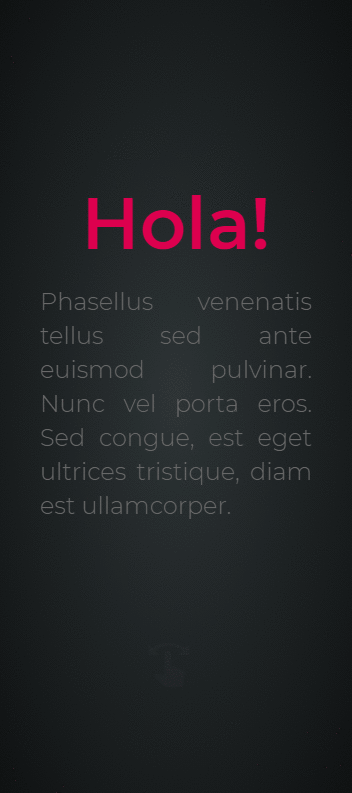 Hola!
Phasellus venenatis
tellus sed ante
euismod pulvinar.
Nunc vel porta eros.
Sed congue, est eget
ultrices tristique, diam
est ullamcorper.